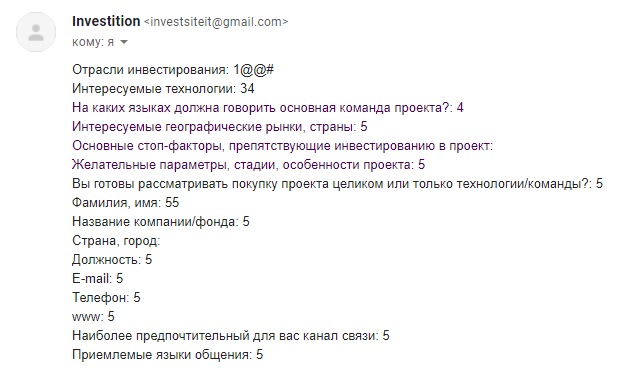 Investition <investsiteit@gmail.com>
кому: я
Отрасли инвестирования: 1@@#
Интересуемые технологии: 34
На каких языках должна говорить основная команда проекта?: 4
Интересуемые географические рынки, страны: 5
Основные стоп-факторы, препятствующие инвестированию в проект:
Желательные параметры, стадии, особенности проекта: 5
Вы готовы рассматривать покупку проекта целиком или только технологии/команды?: 5
Фамилия, имя: 55
Название компании/фонда: 5
Страна, город:
Должность: 5
E-mail: 5
Телефон: 5
www: 5
Наиболее предпочтительный для вас канал связи: 5
Приемлемые языки общения: 5